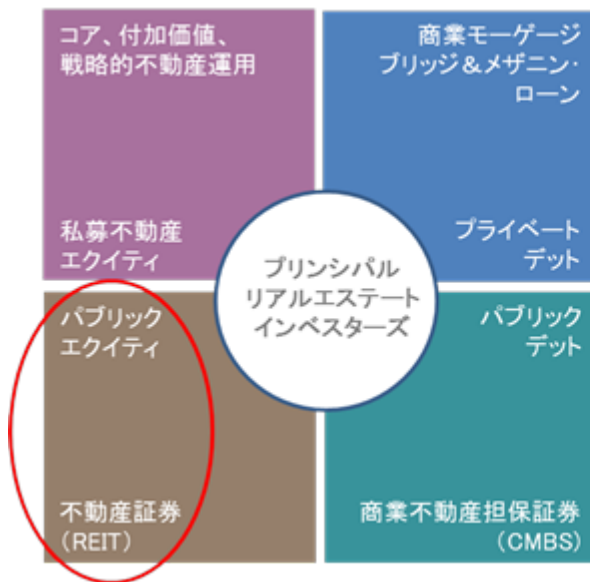 コア、付加価値、
戦略的不動産運用
商業モーゲージ
ブリッジ＆メザニン・
ローン
私募不動産
エクイティ
プライベート
デット
プリンシパル
リアルエステート
インベスターズ
パブリック
エクイティ
パブリック
デット
不動産証券
(REIT)
商業不動産担保証券
(CMBS)